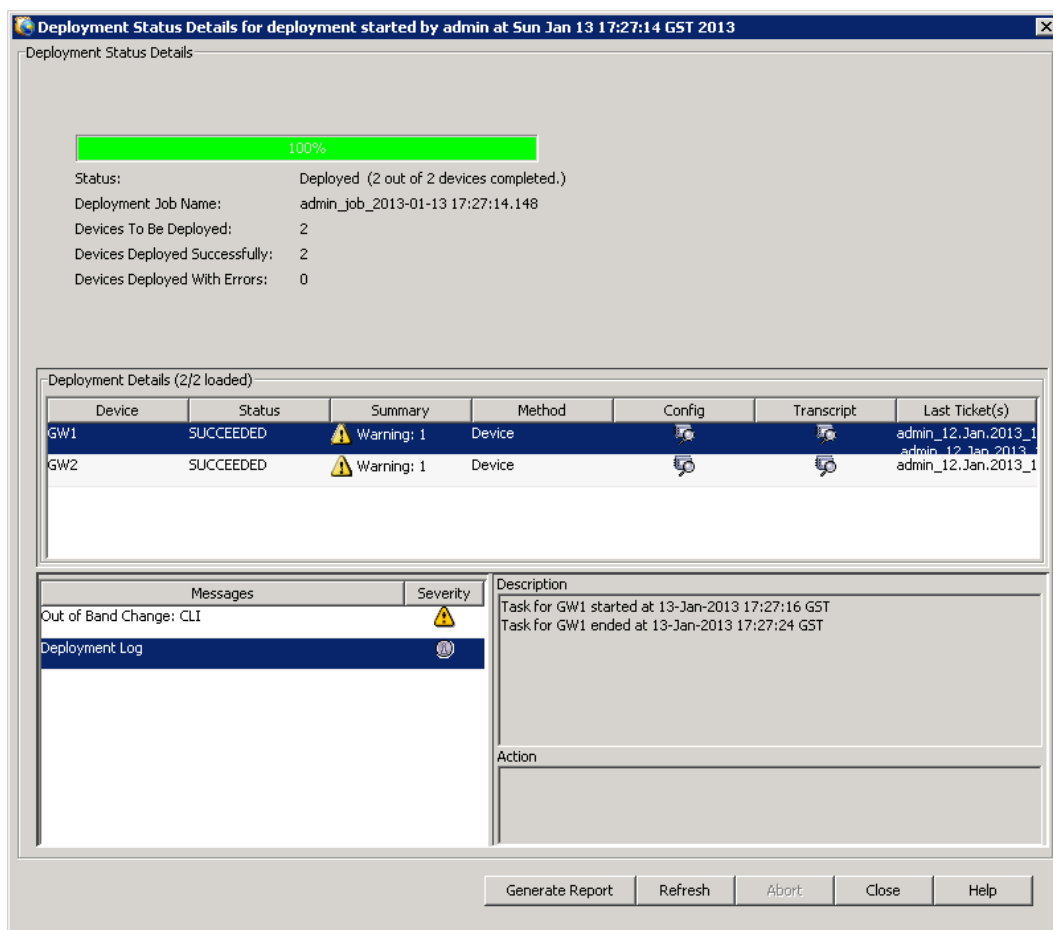 Deployment Status Details for deployment started by admin at Sun Jan 13 17:27:14 GST 2013
Deployment Status Details
100%
Status: Deployed (2 out of 2 devices completed.)
Deployment Job Name: admin_job_2013-01-13 17:27:14.148
Devices To Be Deployed: 2
Devices Deployed Successfully: 2
Devices Deployed With Errors: 0
Deployment Details (2/2 loaded)
Device Status Summary Method Config Transcript Last Ticket(s)
GW1 SUCCEEDED Warning: 1 Device admin_12.Jan.2013_1
admin_12.Jan.2013_1
GW2 SUCCEEDED Warning: 1 Device admin_12.Jan.2013_1
Messages Severity
Out of Band Change: CLI
Deployment Log
Description
Task for GW1 started at 13-Jan-2013 17:27:16 GST
Task for GW1 ended at 13-Jan-2013 17:27:24 GST
Action
Generate Report Refresh Abort Close Help